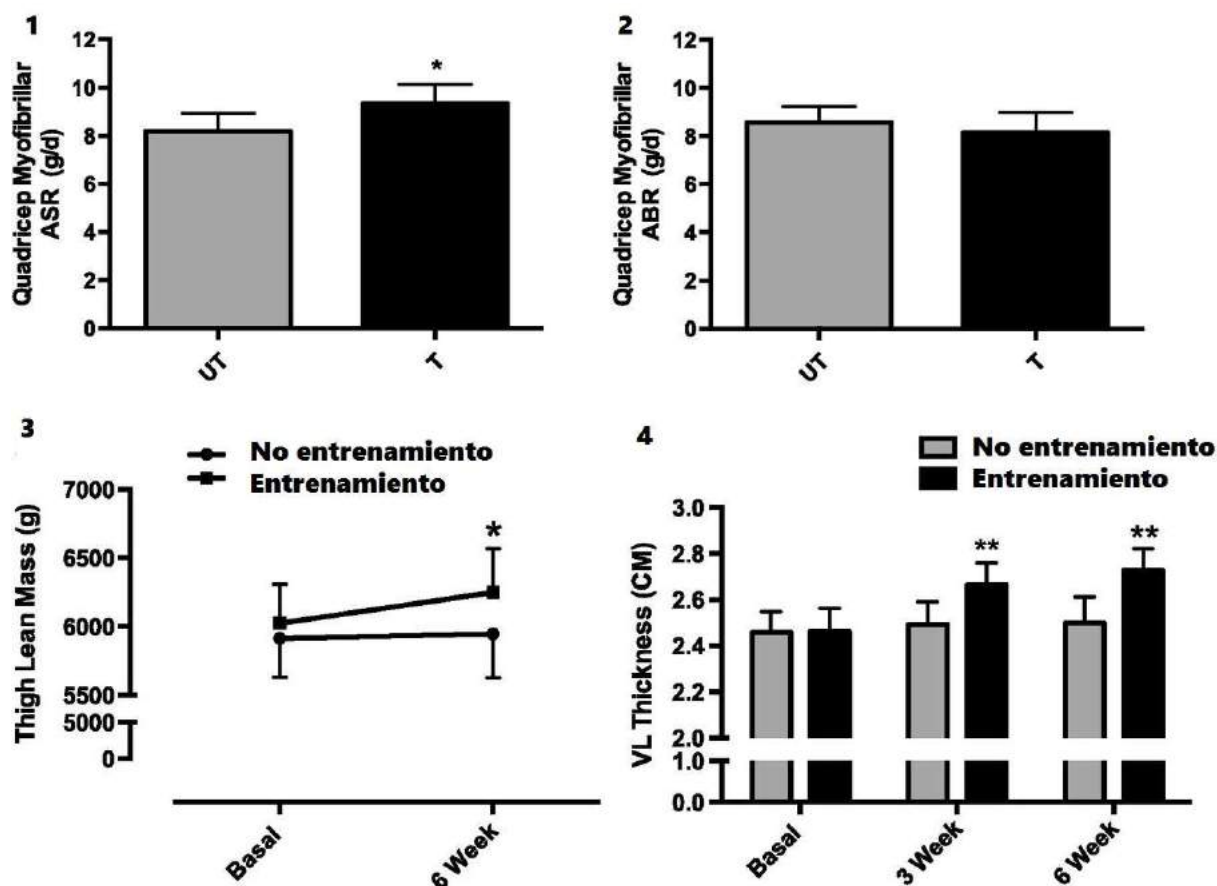 1
Quadricep Myofibrillar
ASR (g/d)
12
10
8
6
4
2
0
*
UT
T
2
Quadricep Myofibrillar
ABR (g/d)
12
10
8
6
4
2
0
UT
T
3
No entrenamiento
Entrenamiento
Thigh Lean Mass (g)
7000
6500
6000
5500
5000
0
*
Basal
6 Week
4
No entrenamiento
Entrenamiento
VL Thickness (CM)
3.0
2.8
2.6
2.4
2.2
2.0
1.0
0.0
**
**
Basal
3 Week
6 Week